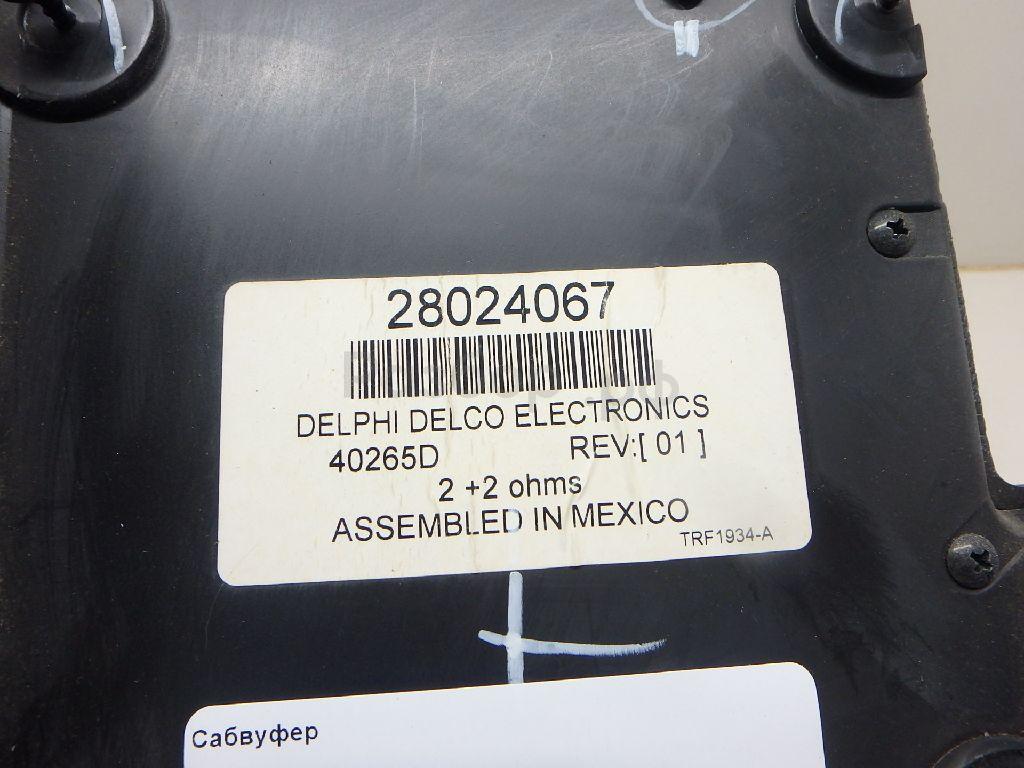 28024067
DELPHI DELCO ELECTRONICS
40265D REV:[ 01 ]
2 +2 ohms
ASSEMBLED IN MEXICO
TRF1934-A
Сабвуфер